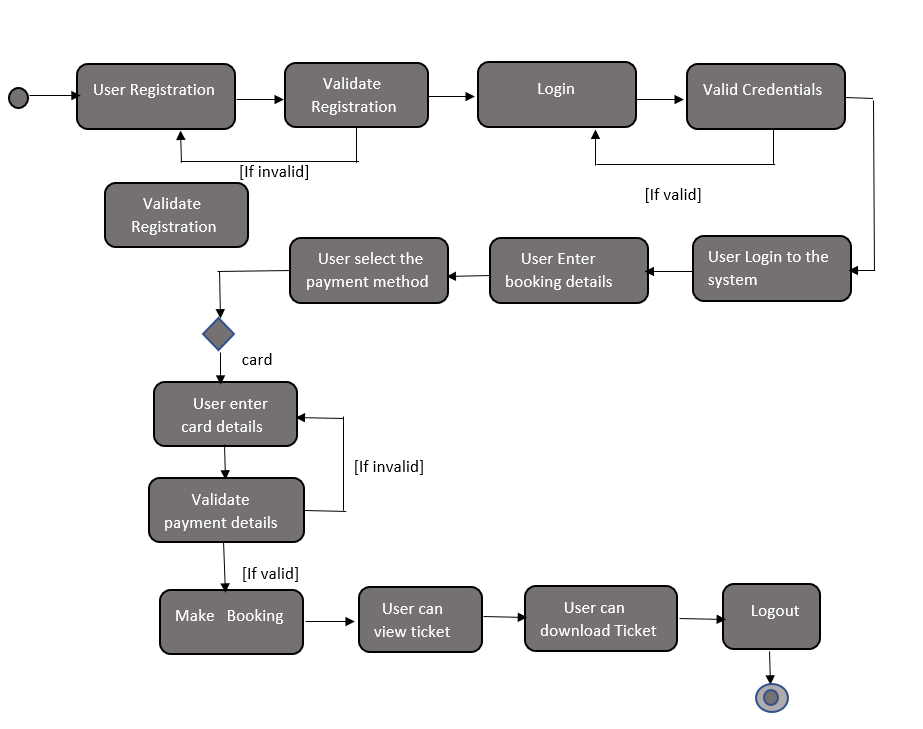 User Registration
Validate
Registration
Login
Valid Credentials
[If invalid]
[If valid]
Validate
Registration
User select the
payment method
User Enter
booking details
User Login to the
system
card
User enter
card details
[If invalid]
Validate
payment details
[If valid]
Make Booking
User can
view ticket
User can
download Ticket
Logout